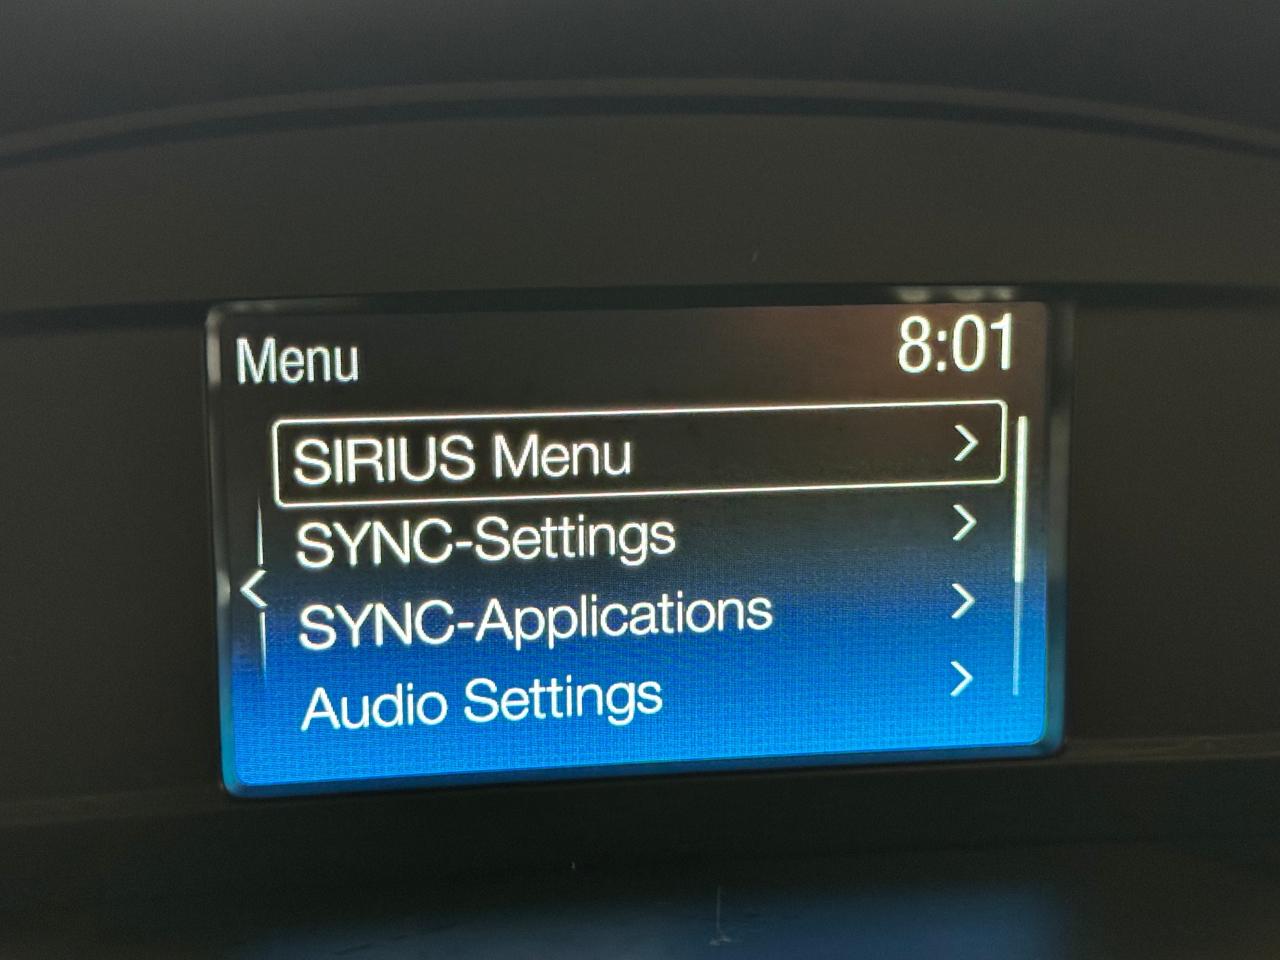 Menu 8:01
SIRIUS Menu
SYNC-Settings
SYNC-Applications
Audio Settings